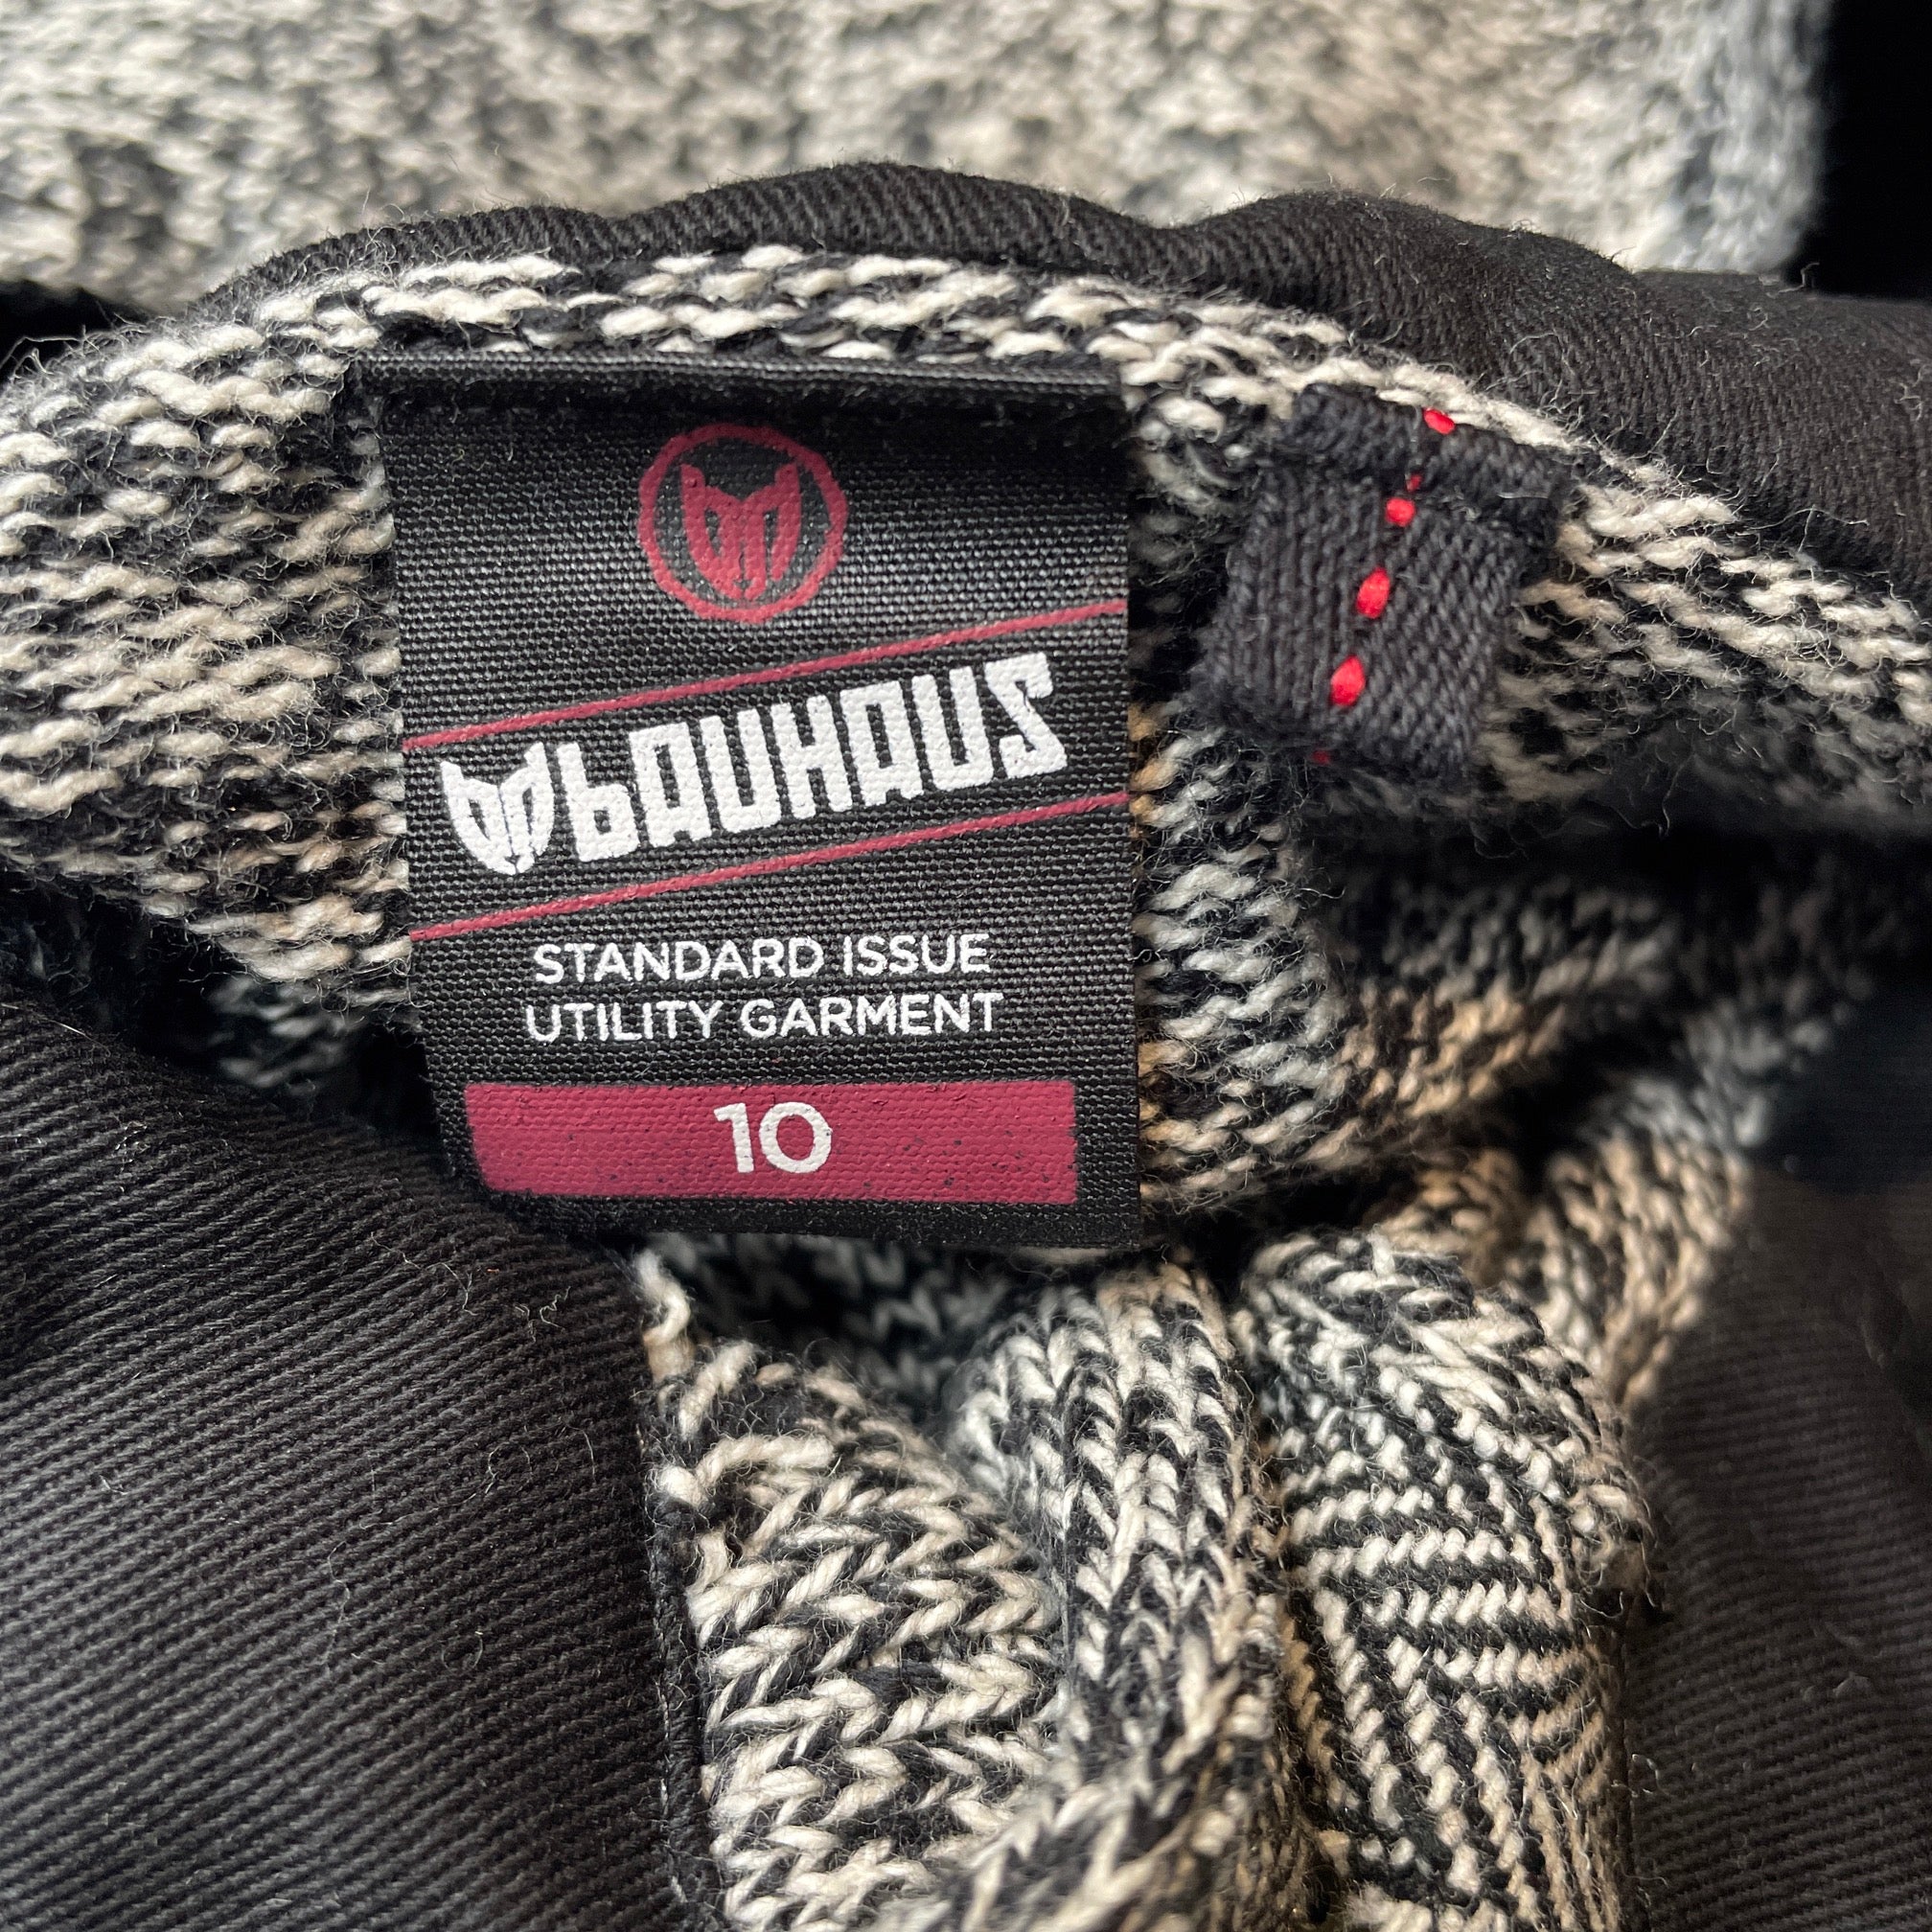 bAUHAUS
STANDARD ISSUE
UTILITY GARMENT
10